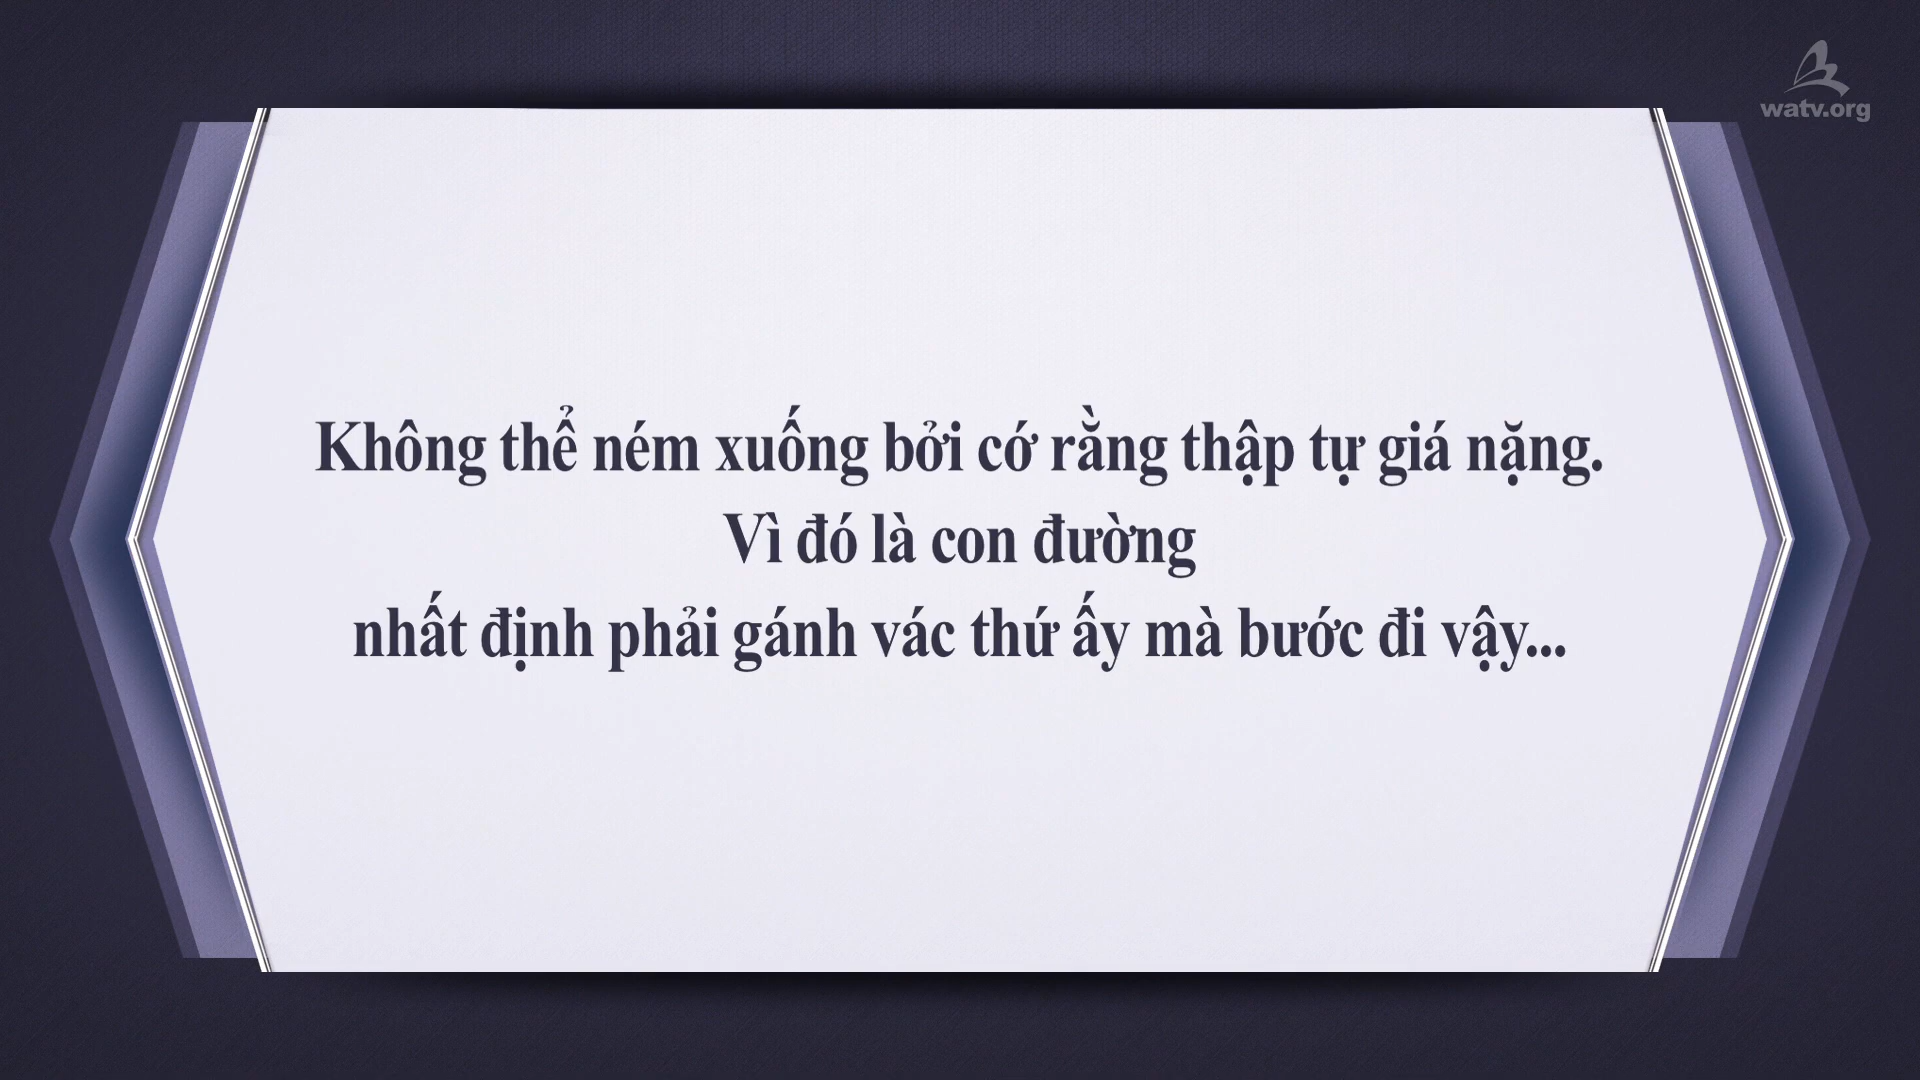 watv.org
Không thể ném xuống bởi cớ rằng thập tự giá nặng.
Vì đó là con đường
nhất định phải gánh vác thứ ấy mà bước đi vậy...